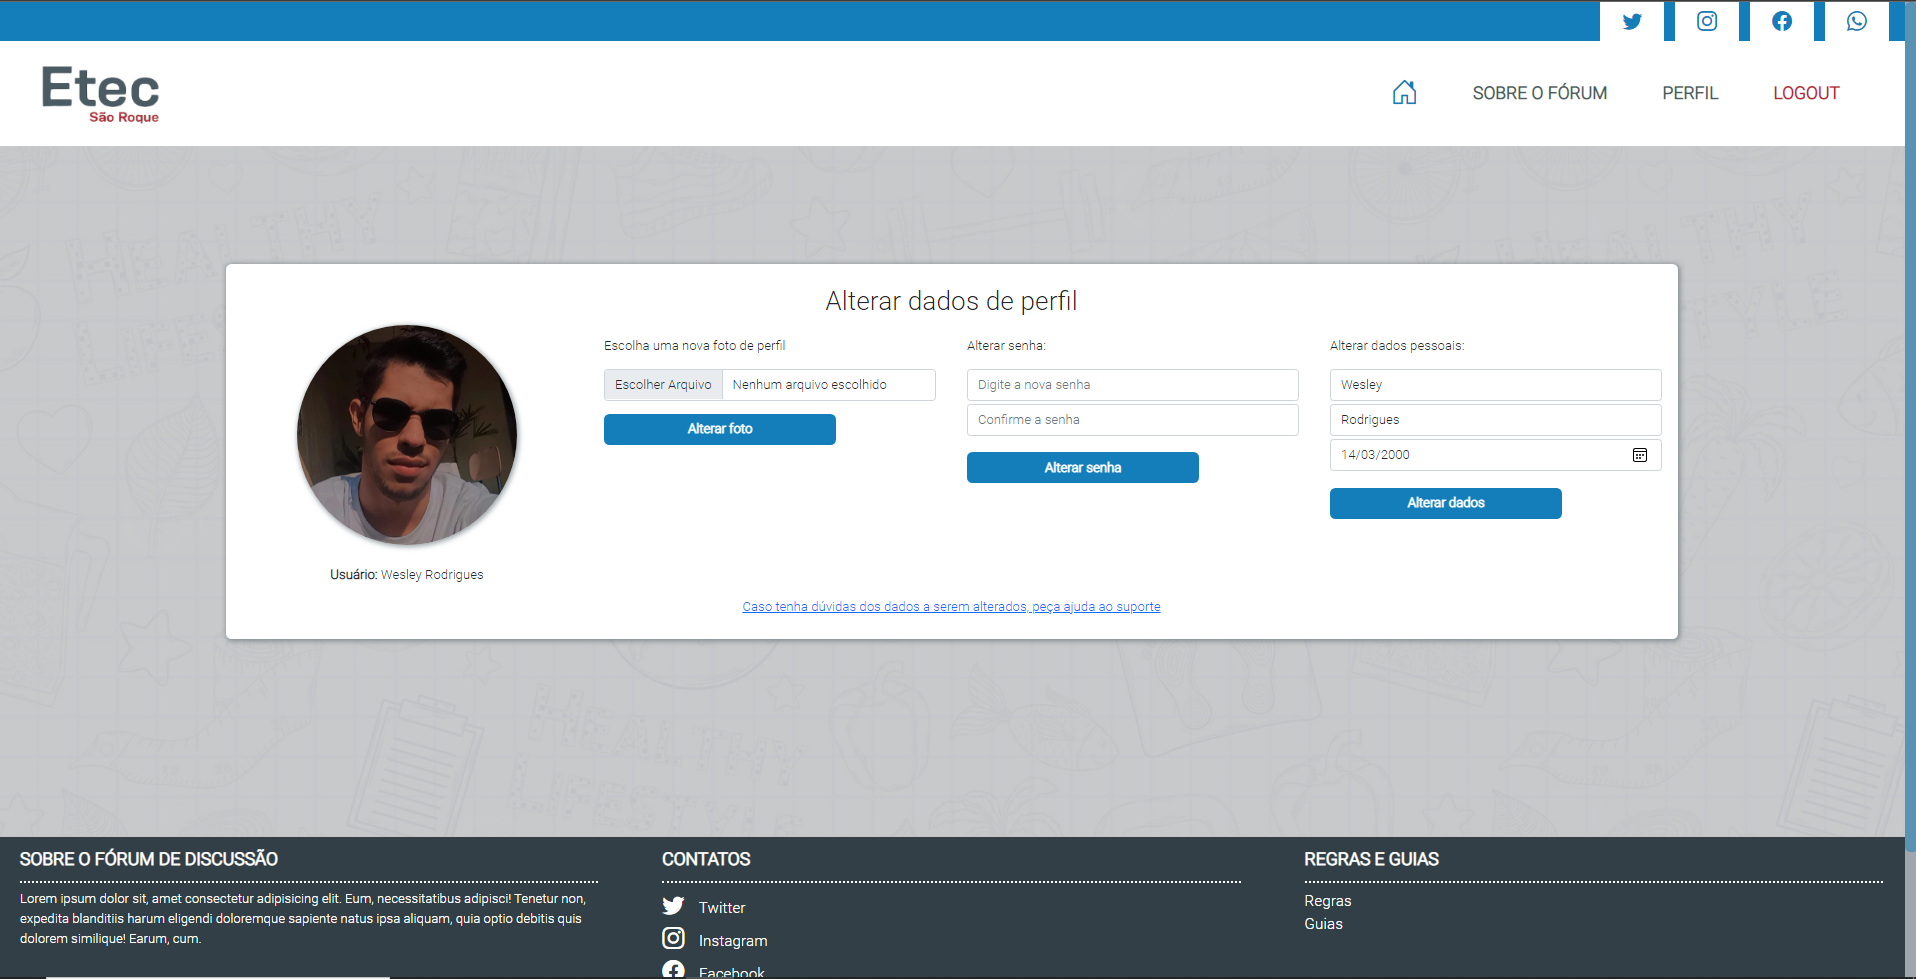 Etec
São Roque
SOBRE O FÓRUM
PERFIL
LOGOUT
Alterar dados de perfil
Escolha uma nova foto de perfil
Escolher Arquivo Nenhum arquivo escolhido
Alterar foto
Alterar senha:
Digite a nova senha
Confirme a senha
Alterar senha
Alterar dados pessoais:
Wesley
Rodrigues
14/03/2000
Alterar dados
Usuário: Wesley Rodrigues
Caso tenha dúvidas dos dados a serem alterados, peça ajuda ao suporte
HEALTHY
LIFESTYLE
SOBRE O FÓRUM DE DISCUSSÃO
Lorem ipsum dolor sit, amet consectetur adipisicing elit. Eum, necessitatibus adipisci! Tenetur non,
expedita blanditiis harum eligendi doloremque sapiente natus ipsa aliquam, quia optio debitis quis
dolorem similique! Earum, cum.
CONTATOS
Twitter
Instagram
Facebook
REGRAS E GUIAS
Regras
Guias